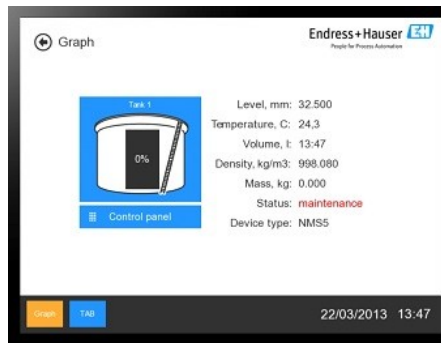 Graph
Endress+Hauser EH
People for Process Automation
Tank 1
0%
Control panel
Level, mm: 32.500
Temperature, C: 24,3
Volume, l: 13:47
Density, kg/m3: 998.080
Mass, kg: 0.000
Status: maintenance
Device type: NMS5
Graph
TAB
22/03/2013 13:47